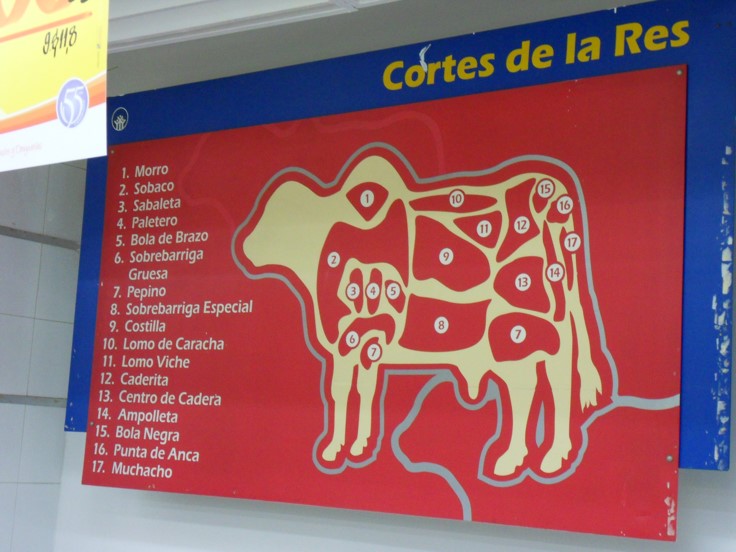 Cortes de la Res
1. Morro
2. Sobaco
3. Sabaleta
4. Paletero
5. Bola de Brazo
6. Sobrebarriga
Gruesa
7. Pepino
8. Sobrebarriga Especial
9. Costilla
10. Lomo de Caracha
11. Lomo Viche
12. Caderita
13. Centro de Cadera
14. Ampolleta
15. Bola Negra
16. Punta de Anca
17. Muchacho
1
10
15
16
11
12
17
2
9
14
3
4
5
13
8
6
7
7
55